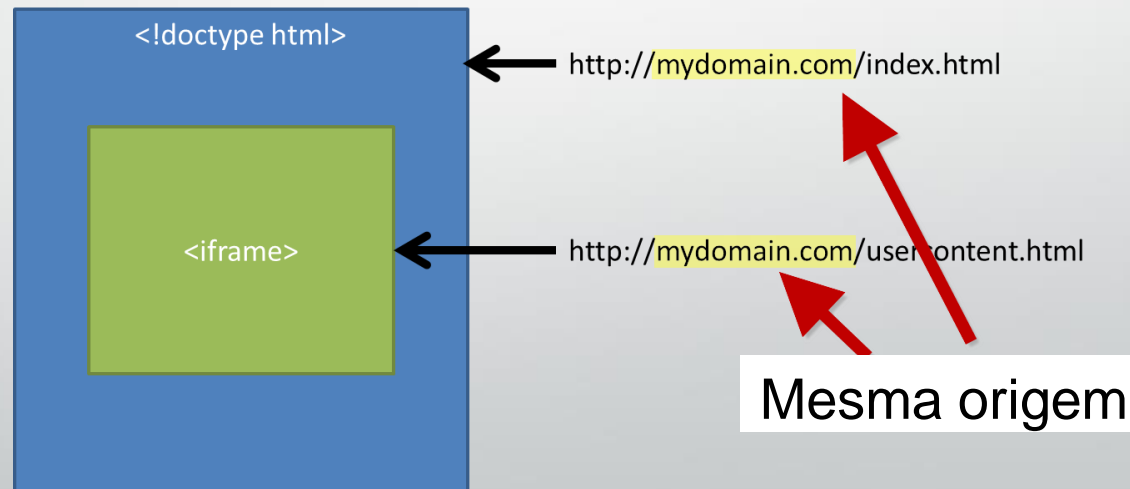 <!doctype html>
http://mydomain.com/index.html
<iframe>
http://mydomain.com/usercontent.html
Mesma origem